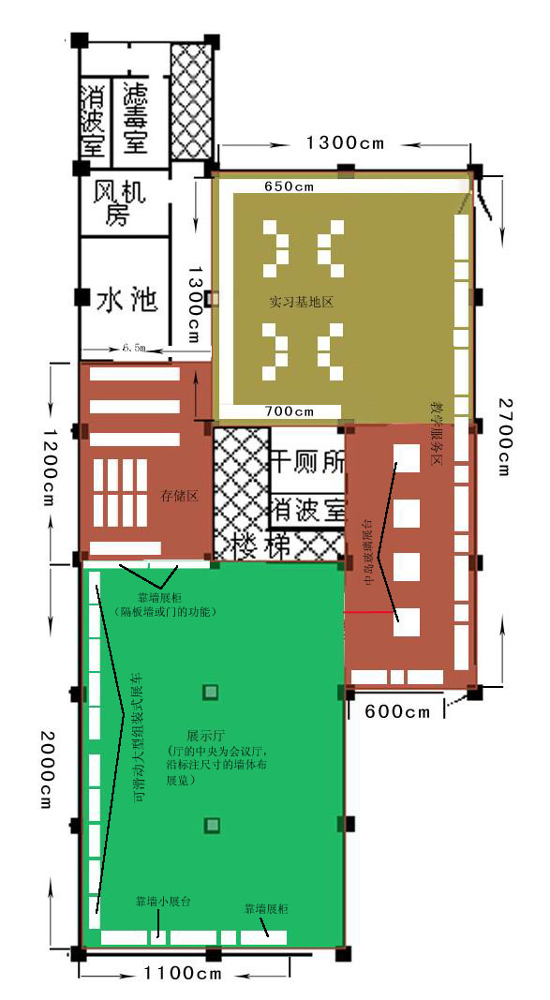 消波室
滤毒室
1300cm
风机
房
650cm
水池
1300cm
实习基地区
6.5m
700cm
教学服务区
2700cm
1200cm
存储区
干厕所
消波室
楼梯
中岛玻璃展台
靠墙展柜
（隔板墙或门的功能）
600cm
可滑动大型组装式展车
展示厅
(厅的中央为会议厅，
沿标注尺寸的墙体布
展览）
2000cm
靠墙小展台
靠墙展柜
1100cm